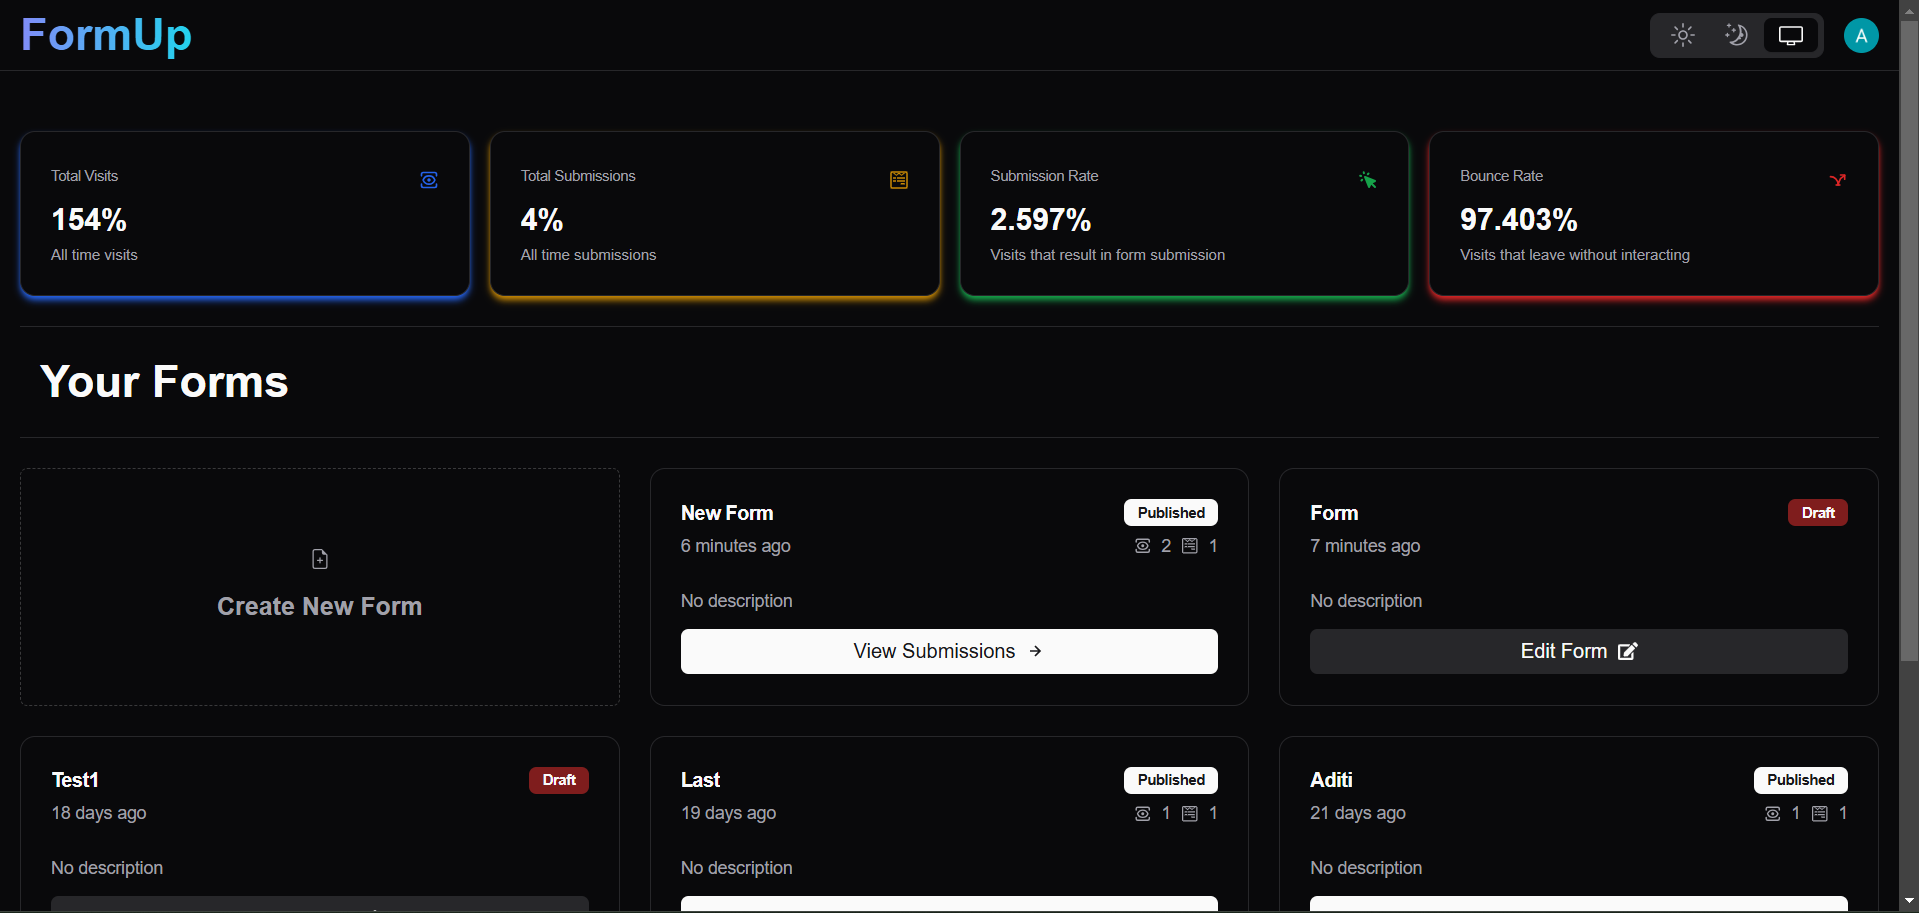 FormUp
A
Total Visits
154%
All time visits
Total Submissions
4%
All time submissions
Submission Rate
2.597%
Visits that result in form submission
Bounce Rate
97.403%
Visits that leave without interacting
Your Forms
Create New Form
New Form
Published
6 minutes ago
2 1
No description
View Submissions
Form
Draft
7 minutes ago
No description
Edit Form
Test1
Draft
18 days ago
No description
Last
Published
19 days ago
1 1
No description
Aditi
Published
21 days ago
1 1
No description